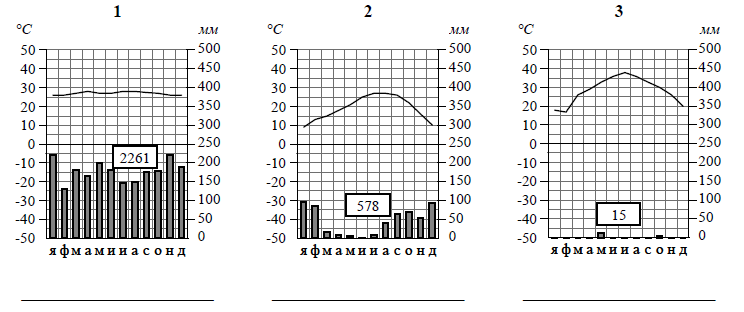 1
2
3
°C мм
°C мм
°C мм
50 500 50 500 50 500
40 450 40 450 40 450
30 400 30 400 30 400
20 350 20 350 20 350
10 300 10 300 10 300
0 250 0 250 0 250
-10 200 -10 200 -10 200
-20 150 -20 150 -20 150
-30 100 -30 100 -30 100
-40 50 -40 50 -40 50
-50 0 -50 0 -50 0
2261
578
15
я ф м а м и и а с о н д
я ф м а м и и а с о н д
я ф м а м и и а с о н д